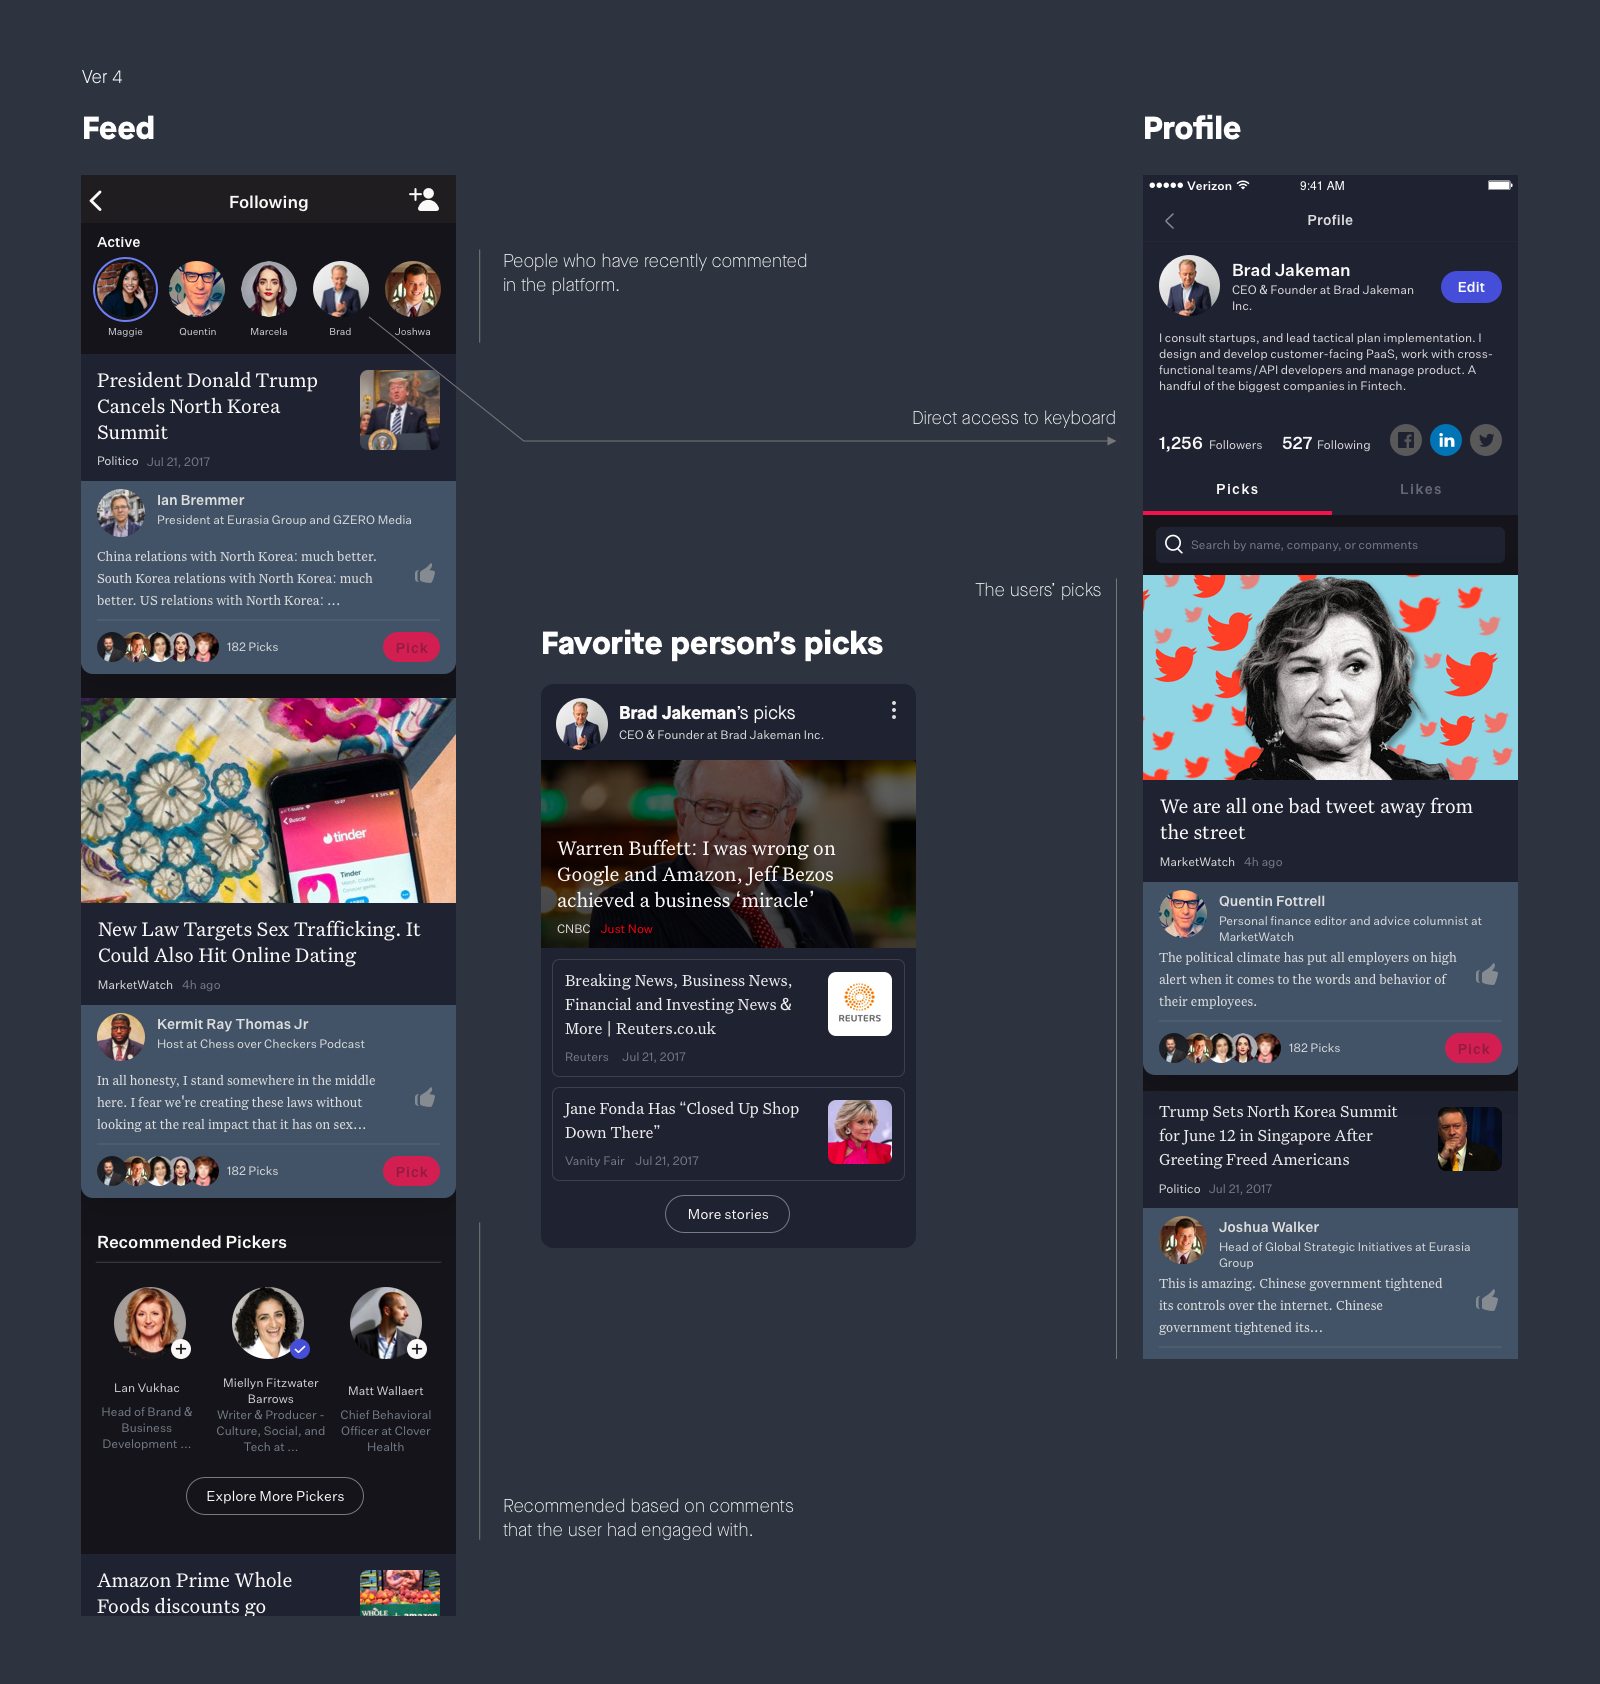 Ver 4
Feed
Following
Active
Maggie
Quentin
Marcela
Brad
Joshwa
President Donald Trump
Cancels North Korea
Summit
Politico Jul 21, 2017
Ian Bremmer
President at Eurasia Group and GZERO Media
China relations with North Korea: much better.
South Korea relations with North Korea: much
better. US relations with North Korea: ...
182 Picks
Pick
tinder
Tinder
New Law Targets Sex Trafficking. It
Could Also Hit Online Dating
MarketWatch 4h ago
Kermit Ray Thomas Jr
Host at Chess over Checkers Podcast
In all honesty, I stand somewhere in the middle
here. I fear we're creating these laws without
looking at the real impact that it has on sex...
182 Picks
Pick
Recommended Pickers
Lan Vukhac
Head of Brand &
Business
Development ...
Miellyn Fitzwater
Barrows
Writer & Producer -
Culture, Social, and
Tech at ...
Matt Wallaert
Chief Behavioral
Officer at Clover
Health
Explore More Pickers
Amazon Prime Whole
Foods discounts go
WHOLE
amazon
People who have recently commented
in the platform.
Direct access to keyboard
The users' picks
Favorite person's picks
Brad Jakeman's picks
CEO & Founder at Brad Jakeman Inc.
Warren Buffett: I was wrong on
Google and Amazon, Jeff Bezos
achieved a business ‘miracle’
CNBC Just Now
Breaking News, Business News,
Financial and Investing News &
More | Reuters.co.uk
Reuters Jul 21, 2017
REUTERS
Jane Fonda Has “Closed Up Shop
Down There”
Vanity Fair Jul 21, 2017
More stories
Recommended based on comments
that the user had engaged with.
Profile
Verizon
9:41 AM
Profile
Brad Jakeman
CEO & Founder at Brad Jakeman
Inc.
Edit
I consult startups, and lead tactical plan implementation. I
design and develop customer-facing PaaS, work with cross-
functional teams/API developers and manage product. A
handful of the biggest companies in Fintech.
1,256 Followers
527 Following
in
Picks
Likes
Search by name, company, or comments
We are all one bad tweet away from
the street
MarketWatch 4h ago
Quentin Fottrell
Personal finance editor and advice columnist at
MarketWatch
The political climate has put all employers on high
alert when it comes to the words and behavior of
their employees.
182 Picks
Pick
Trump Sets North Korea Summit
for June 12 in Singapore After
Greeting Freed Americans
Politico Jul 21, 2017
Joshua Walker
Head of Global Strategic Initiatives at Eurasia
Group
This is amazing. Chinese government tightened
its controls over the internet. Chinese
government tightened its...